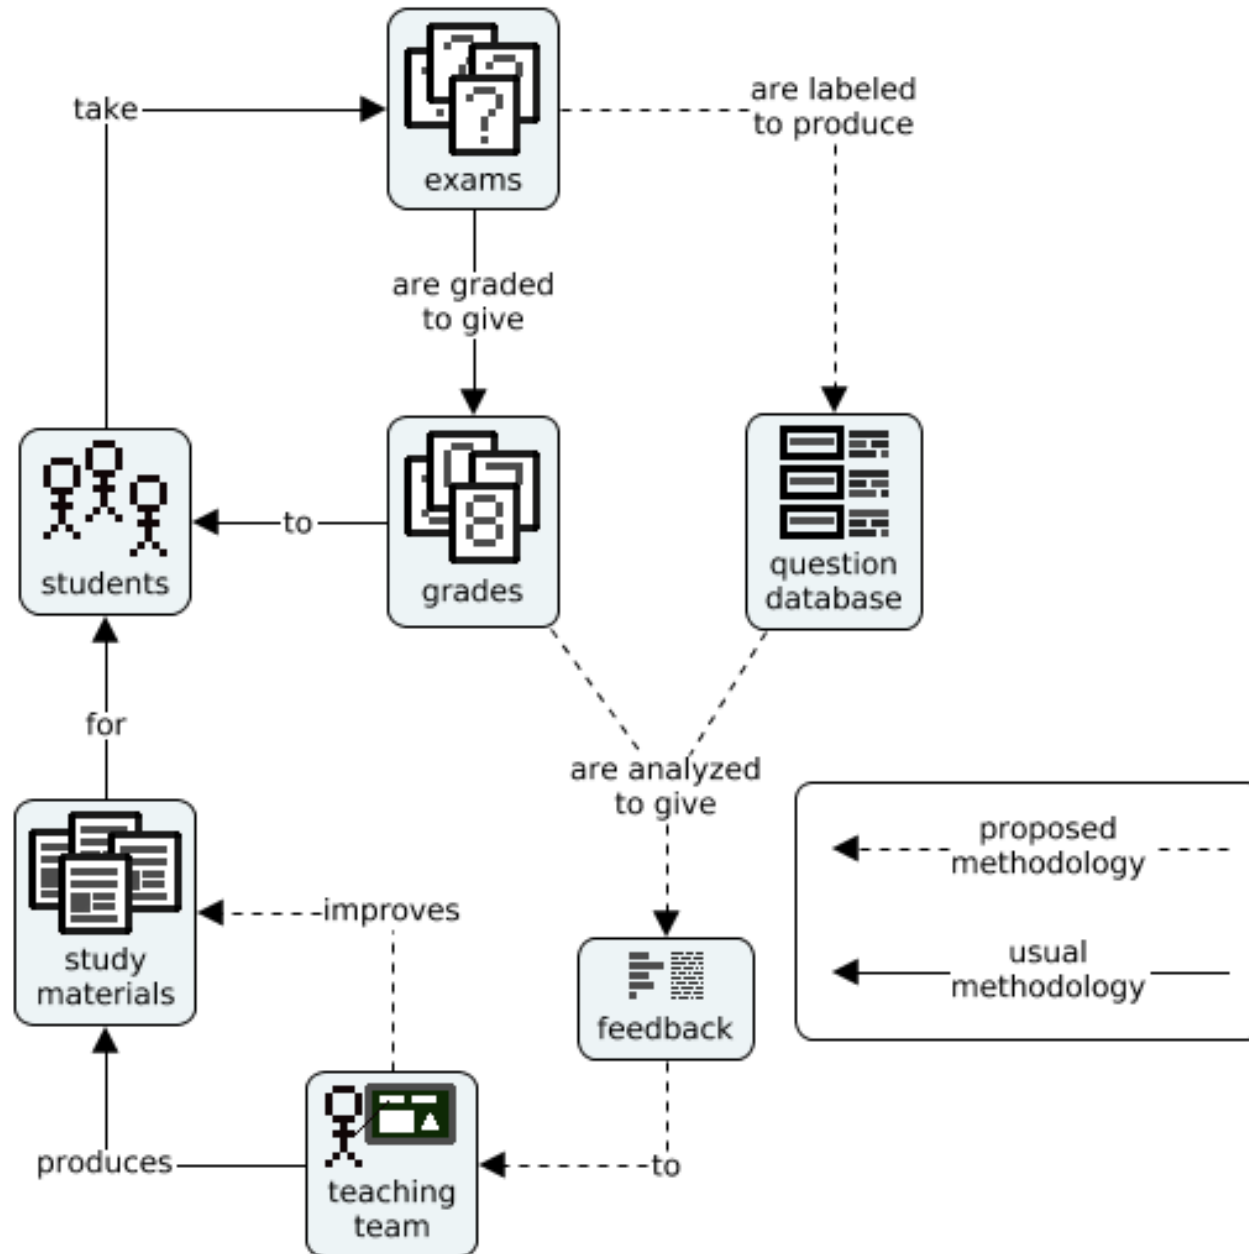 take
exams
are labeled
to produce
are graded
to give
students
to
grades
question
database
for
are analyzed
to give
proposed
methodology
usual
methodology
study
materials
improves
feedback
produces
teaching
team
to